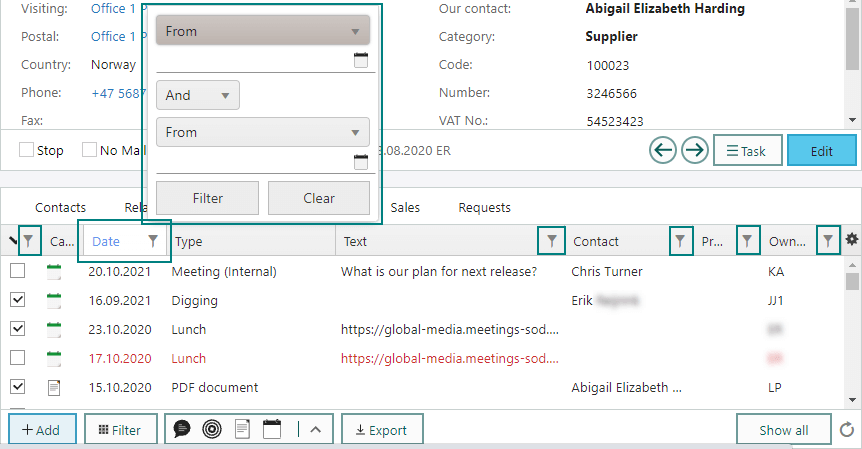 Visiting: Office 1 P
Postal: Office 1 P
Country: Norway
Phone: +47 5687
Fax:
From
And
From
Filter Clear
Our contact: Abigail Elizabeth Harding
Category: Supplier
Code: 100023
Number: 3246566
VAT No.: 54523423
Stop No Mail .08.2020 ER
Task Edit
Contacts Rela Sales Requests
Ca... Date Type Text Contact Pr... Own...
20.10.2021 Meeting (Internal) What is our plan for next release? Chris Turner KA
16.09.2021 Digging Erik JJ1
23.10.2020 Lunch https://global-media.meetings-sod....
17.10.2020 Lunch https://global-media.meetings-sod....
15.10.2020 PDF document Abigail Elizabeth ... LP
+ Add Filter Export Show all